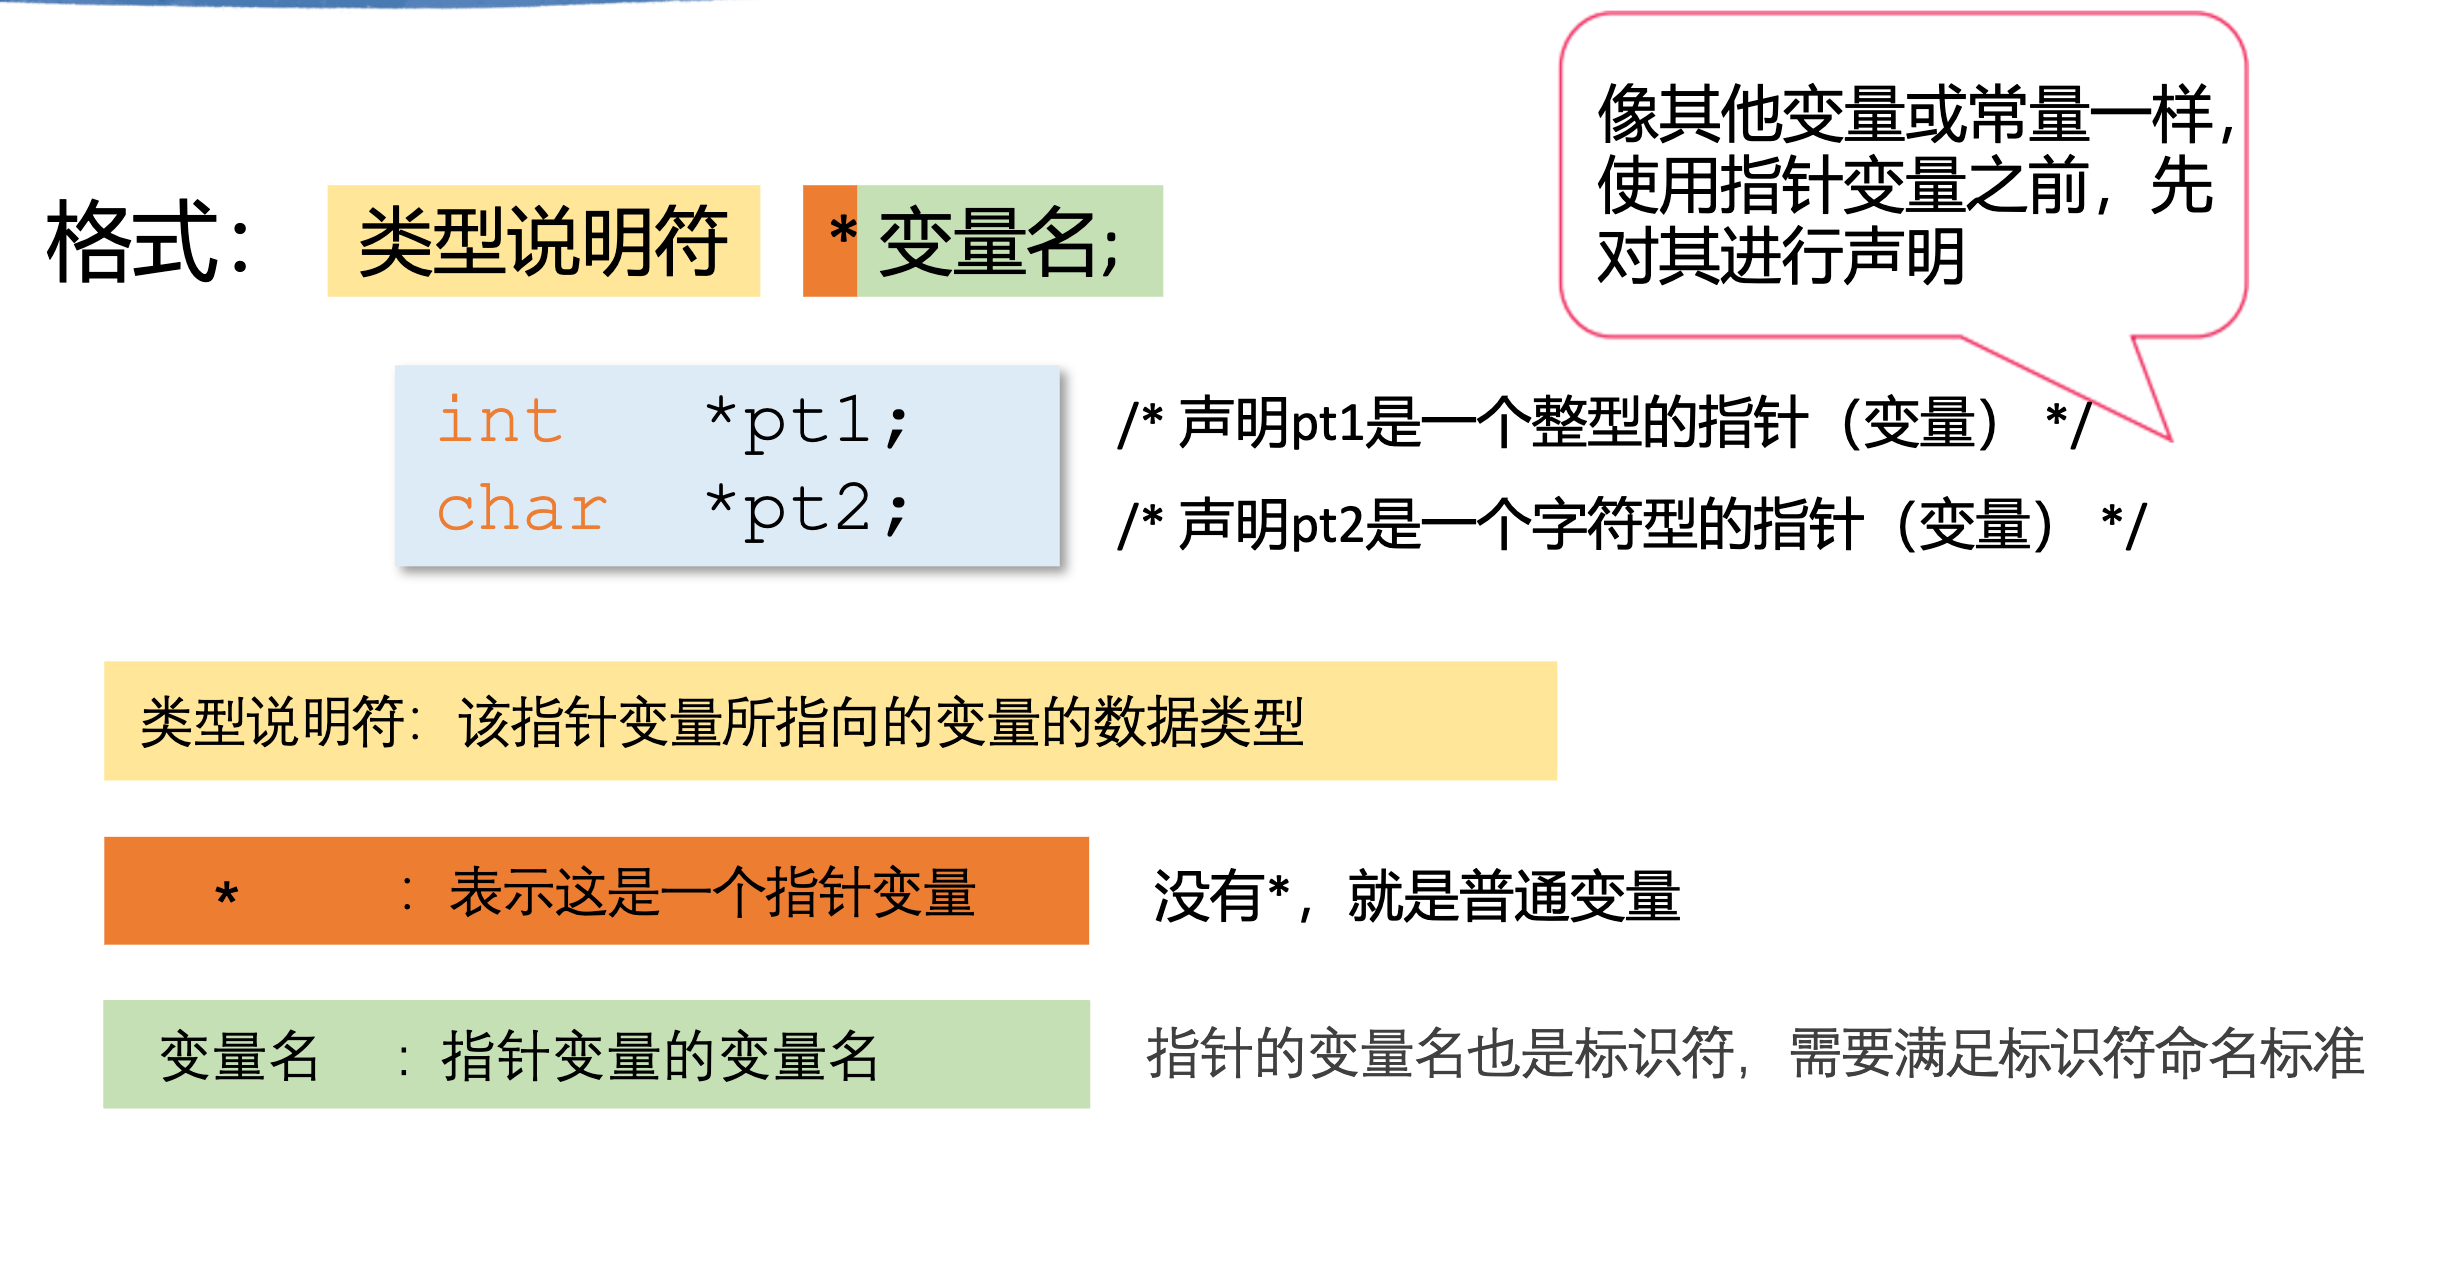 像其他变量或常量一样,
使用指针变量之前，先
对其进行声明
格式： 类型说明符 * 变量名;
int *pt1; /* 声明pt1是一个整型的指针（变量） */
char *pt2; /* 声明pt2是一个字符型的指针（变量） */
类型说明符：该指针变量所指向的变量的数据类型
* ：表示这是一个指针变量 没有*，就是普通变量
变量名 ：指针变量的变量名 指针的变量名也是标识符，需要满足标识符命名标准